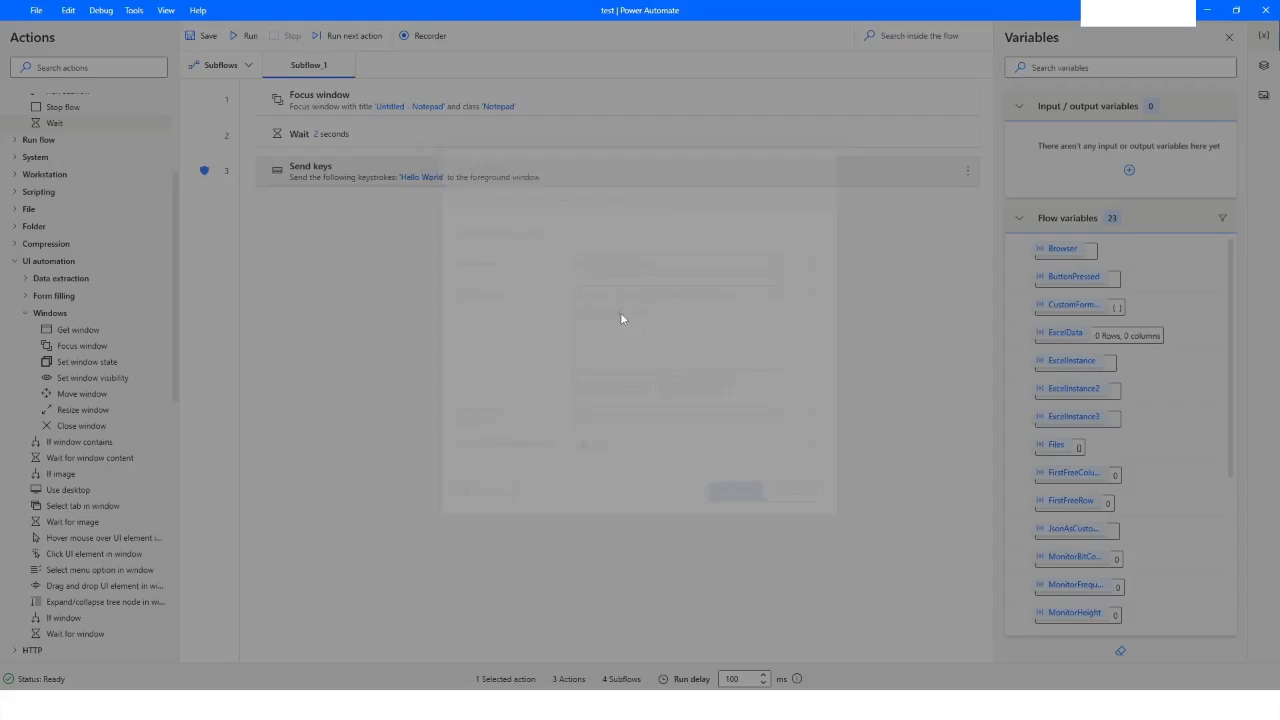 File Edit Debug Tools View Help
test | Power Automate
Actions
Search actions
Stop flow
Wait
Run flow
System
Workstation
Scripting
File
Folder
Compression
UI automation
Data extraction
Form filling
Windows
Get window
Focus window
Set window state
Set window visibility
Move window
Resize window
Close window
If window contains
Wait for window content
If image
Use desktop
Select tab in window
Wait for image
Hover mouse over UI element i...
Click UI element in window
Select menu option in window
Drag and drop UI element in wi...
Expand/collapse tree node in wi...
If window
Wait for window
HTTP
Save Run Stop Run next action Recorder
Search inside the flow
Subflows Subflow_1
1 Focus window
Focus window with title 'Untitled - Notepad' and class 'Notepad'
2 Wait 2 seconds
3 Send keys
Send the following keystrokes: 'Hello World' to the foreground window
Variables
{x}
Search variables
Input / output variables 0
There aren't any input or output variables here yet
Flow variables 23
Browser
ButtonPressed
CustomForm... { }
ExcelData 0 Rows, 0 columns
ExcelInstance
ExcelInstance2
ExcelInstance3
Files []
FirstFreeColu... 0
FirstFreeRow 0
JsonAsCusto...
MonitorBitCo... 0
MonitorFrequ... 0
MonitorHeight 0
Status: Ready
1 Selected action 3 Actions 4 Subflows Run delay 100 ms